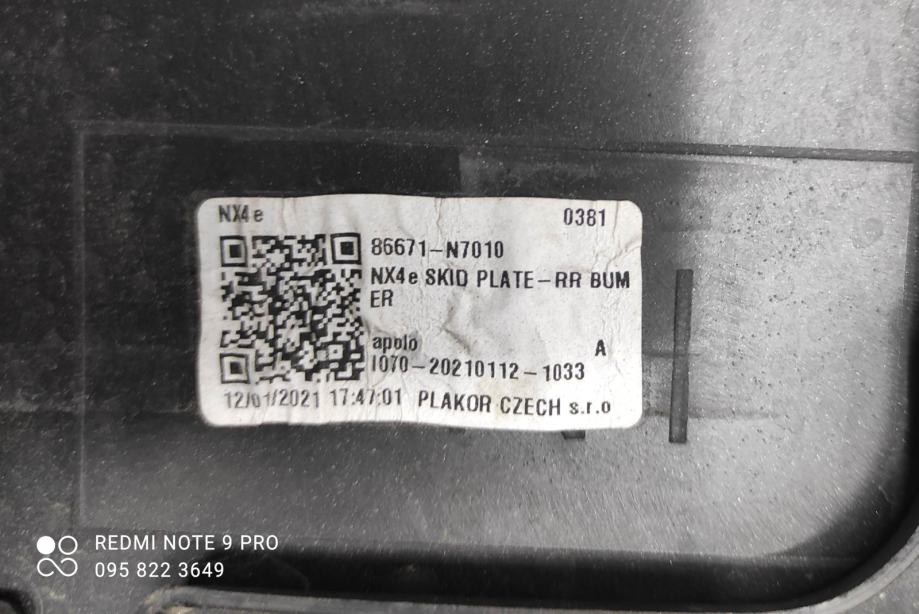 NX4e 0381
86671-N7010
NX4e SKID PLATE-RR BUM
ER
apolo A
I070-20210112-1033
12/01/2021 17:47:01 PLAKOR CZECH s.r.o
REDMI NOTE 9 PRO
095 822 3649